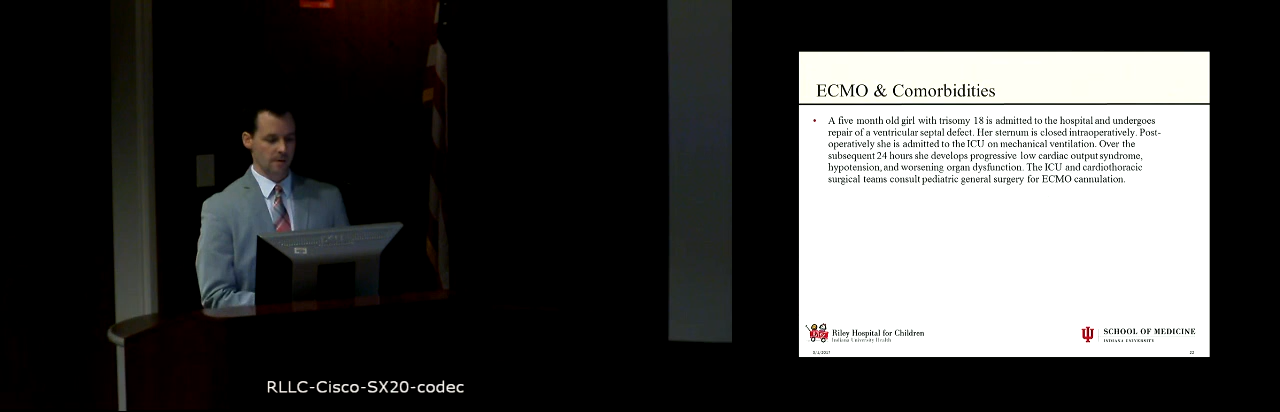 ECMO & Comorbidities
• A five month old girl with trisomy 18 is admitted to the hospital and undergoes
repair of a ventricular septal defect. Her sternum is closed intraoperatively. Post-
operatively she is admitted to the ICU on mechanical ventilation. Over the
subsequent 24 hours she develops progressive low cardiac output syndrome,
hypotension, and worsening organ dysfunction. The ICU and cardiothoracic
surgical teams consult pediatric general surgery for ECMO cannulation.
Riley Hospital for Children
Indiana University Health
SCHOOL OF MEDICINE
INDIANA UNIVERSITY
22
RLLC-Cisco-SX20-codec